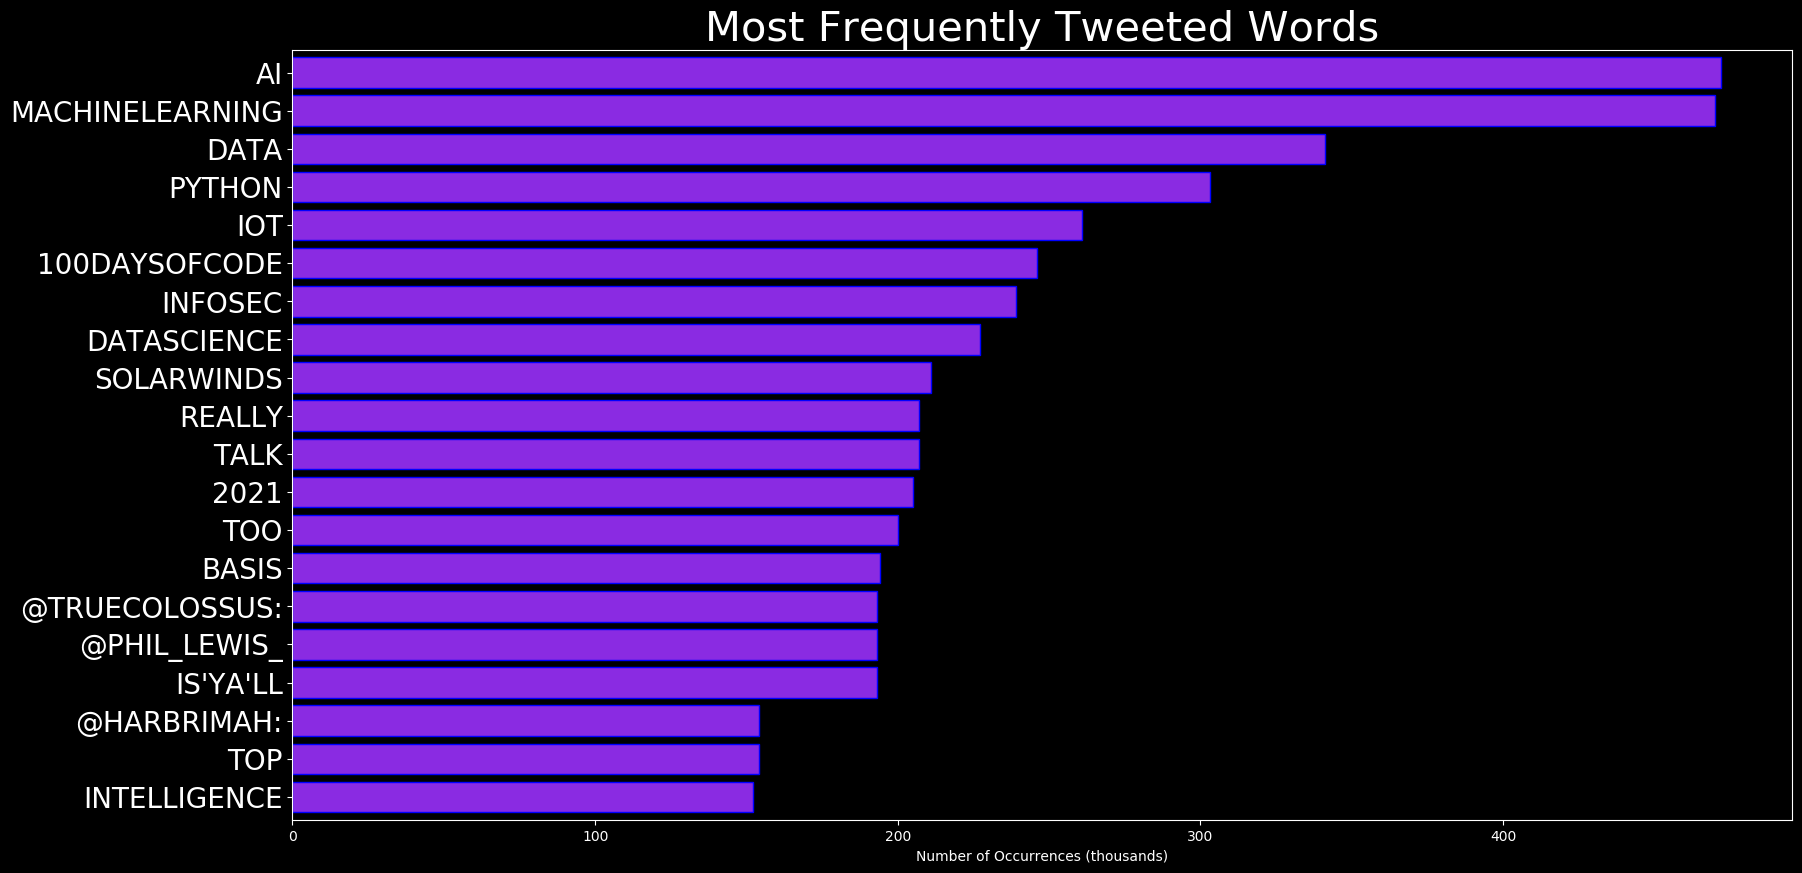 Most Frequently Tweeted Words
AI
MACHINELEARNING
DATA
PYTHON
IOT
100DAYSOFCODE
INFOSEC
DATASCIENCE
SOLARWINDS
REALLY
TALK
2021
TOO
BASIS
@TRUECOLOSSUS:
@PHIL_LEWIS_
IS'YA'LL
@HARBRIMAH:
TOP
INTELLIGENCE
0 100 200 300 400
Number of Occurrences (thousands)